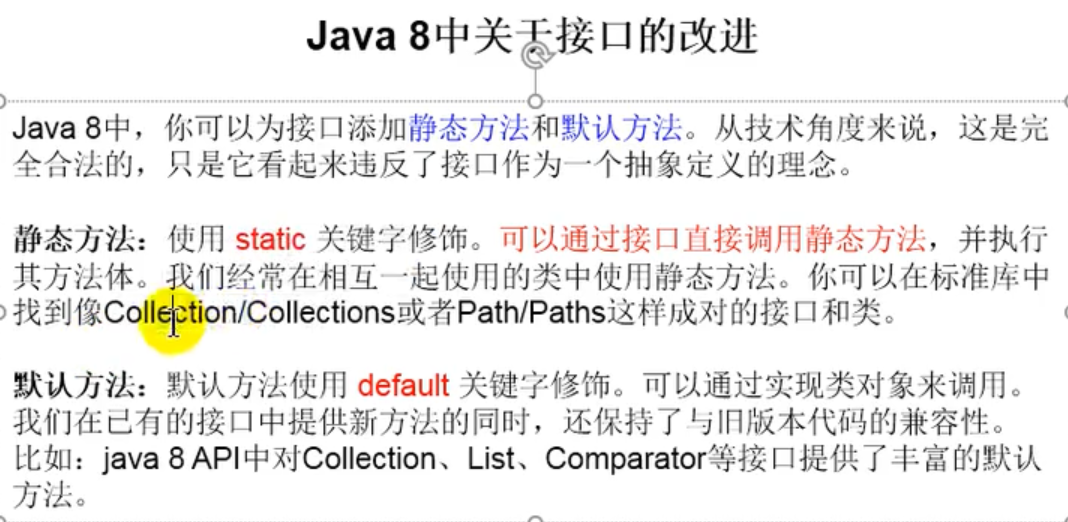 Java 8中关于接口的改进
Java 8中，你可以为接口添加静态方法和默认方法。从技术角度来说，这是完
全合法的，只是它看起来违反了接口作为一个抽象定义的理念。
静态方法：使用 static 关键字修饰。可以通过接口直接调用静态方法，并执行
其方法体。我们经常在相互一起使用的类中使用静态方法。你可以在标准库中
找到像Collection/Collections或者Path/Paths这样成对的接口和类。
默认方法：默认方法使用 default 关键字修饰。可以通过实现类对象来调用。
我们在已有的接口中提供新方法的同时，还保持了与旧版本代码的兼容性。
比如：java 8 API中对Collection、List、Comparator等接口提供了丰富的默认
方法。